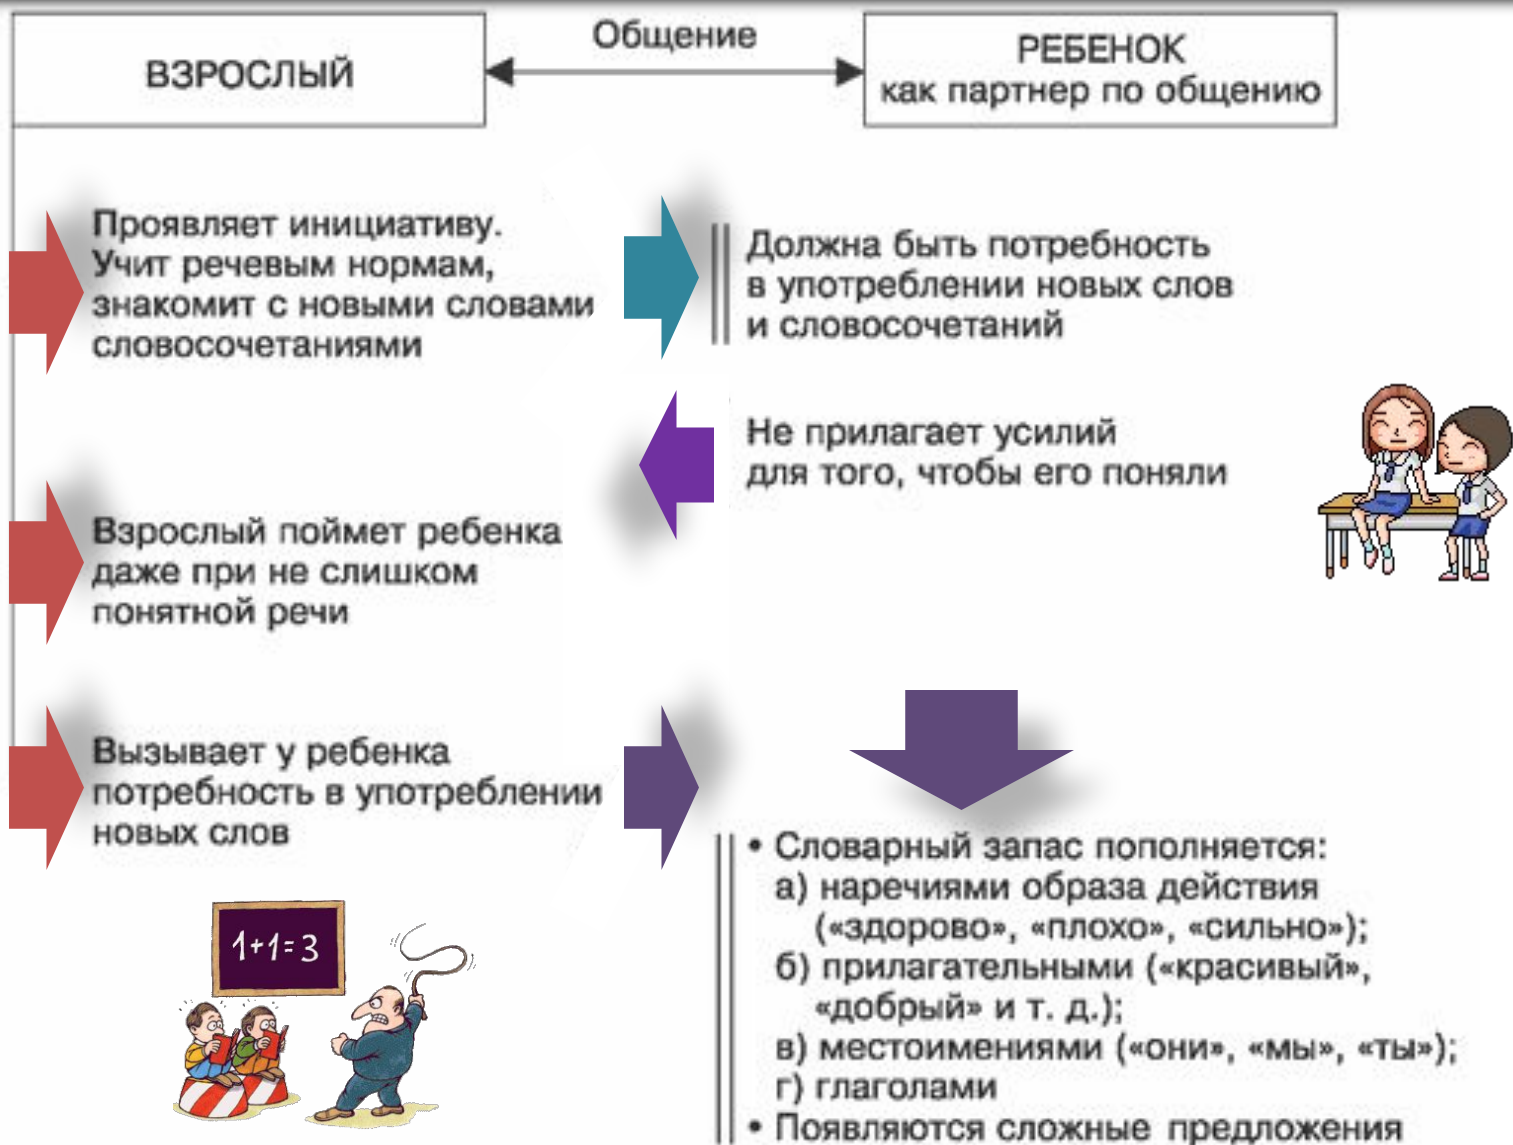 Общение
ВЗРОСЛЫЙ
РЕБЕНОК
как партнер по общению
Проявляет инициативу.
Учит речевым нормам,
знакомит с новыми словами
словосочетаниями
Должна быть потребность
в употреблении новых слов
и словосочетаний
Не прилагает усилий
для того, чтобы его поняли
Взрослый поймет ребенка
даже при не слишком
понятной речи
Вызывает у ребенка
потребность в употреблении
новых слов
• Словарный запас пополняется:
а) наречиями образа действия
(«здорово», «плохо», «сильно»);
б) прилагательными («красивый»,
«добрый» и т. д.);
в) местоимениями («они», «мы», «ты»);
г) глаголами
• Появляются сложные предложения
1+1=3